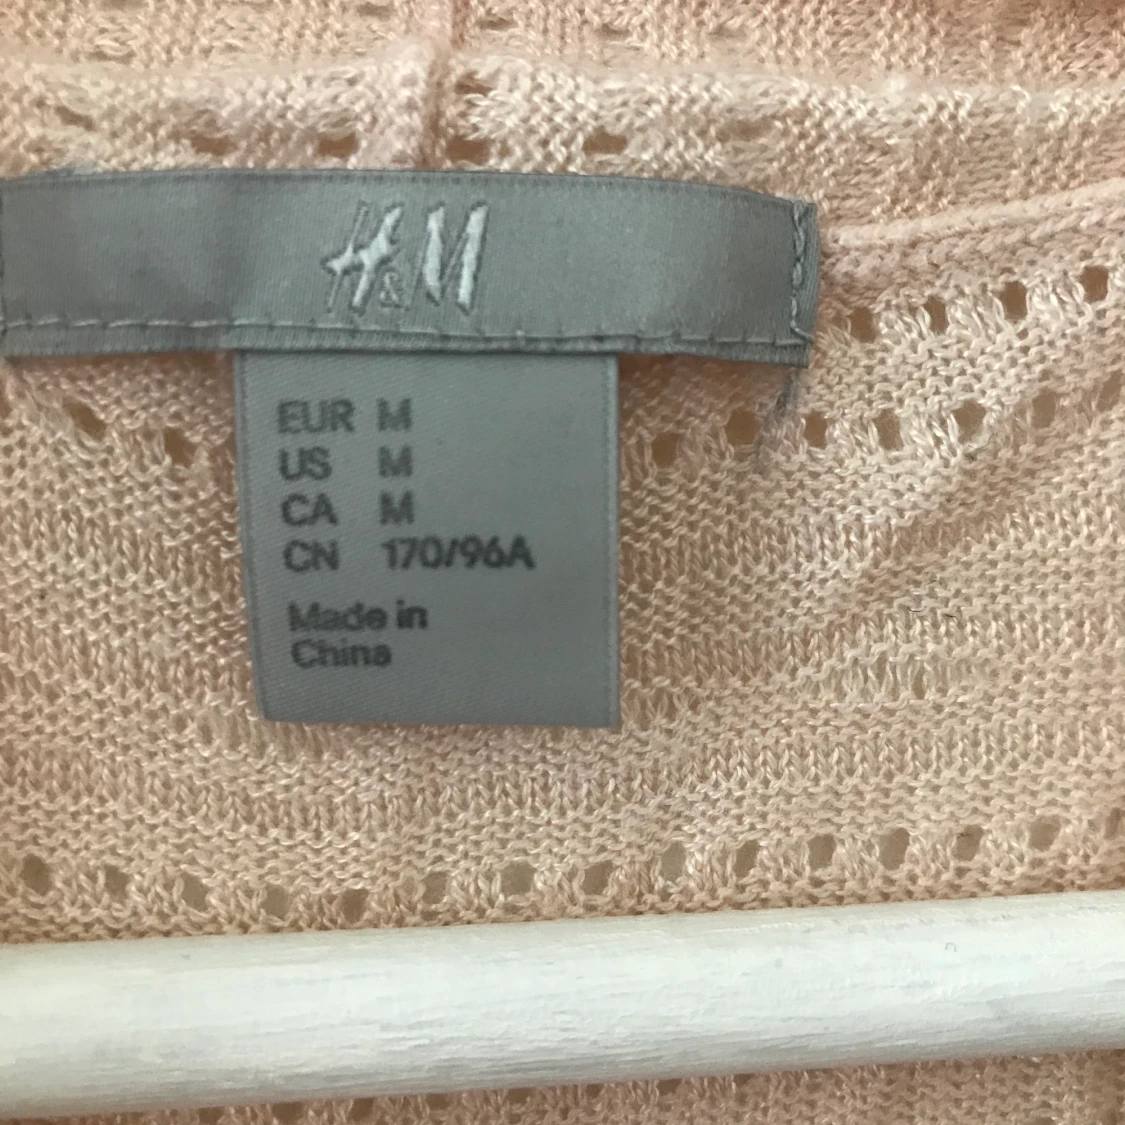 H&M
EUR M
US M
CA M
CN 170/96A
Made in
China